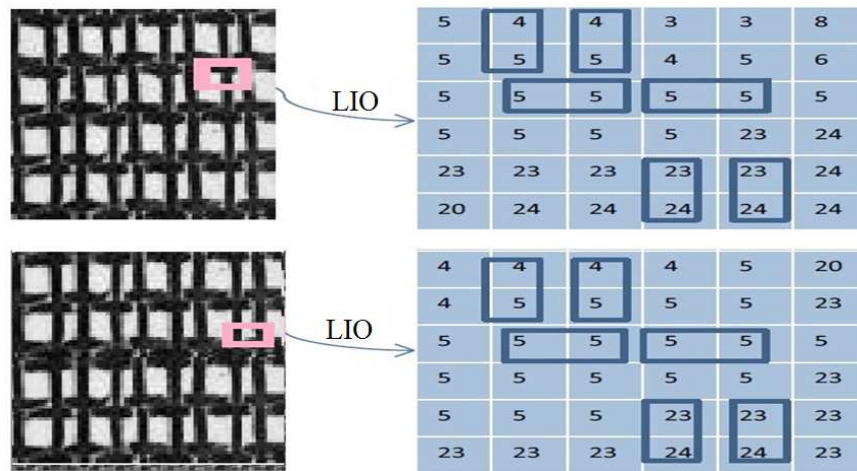 5 4 4 3 3 8
5 5 5 4 5 6
LIO
5 5 5 5 5 5
5 5 5 5 23 24
23 23 23 23 23 24
20 24 24 24 24 24
4 4 4 4 5 20
4 5 5 5 5 23
LIO
5 5 5 5 5 5
5 5 5 5 5 23
5 5 5 23 23 23
23 23 23 24 24 23